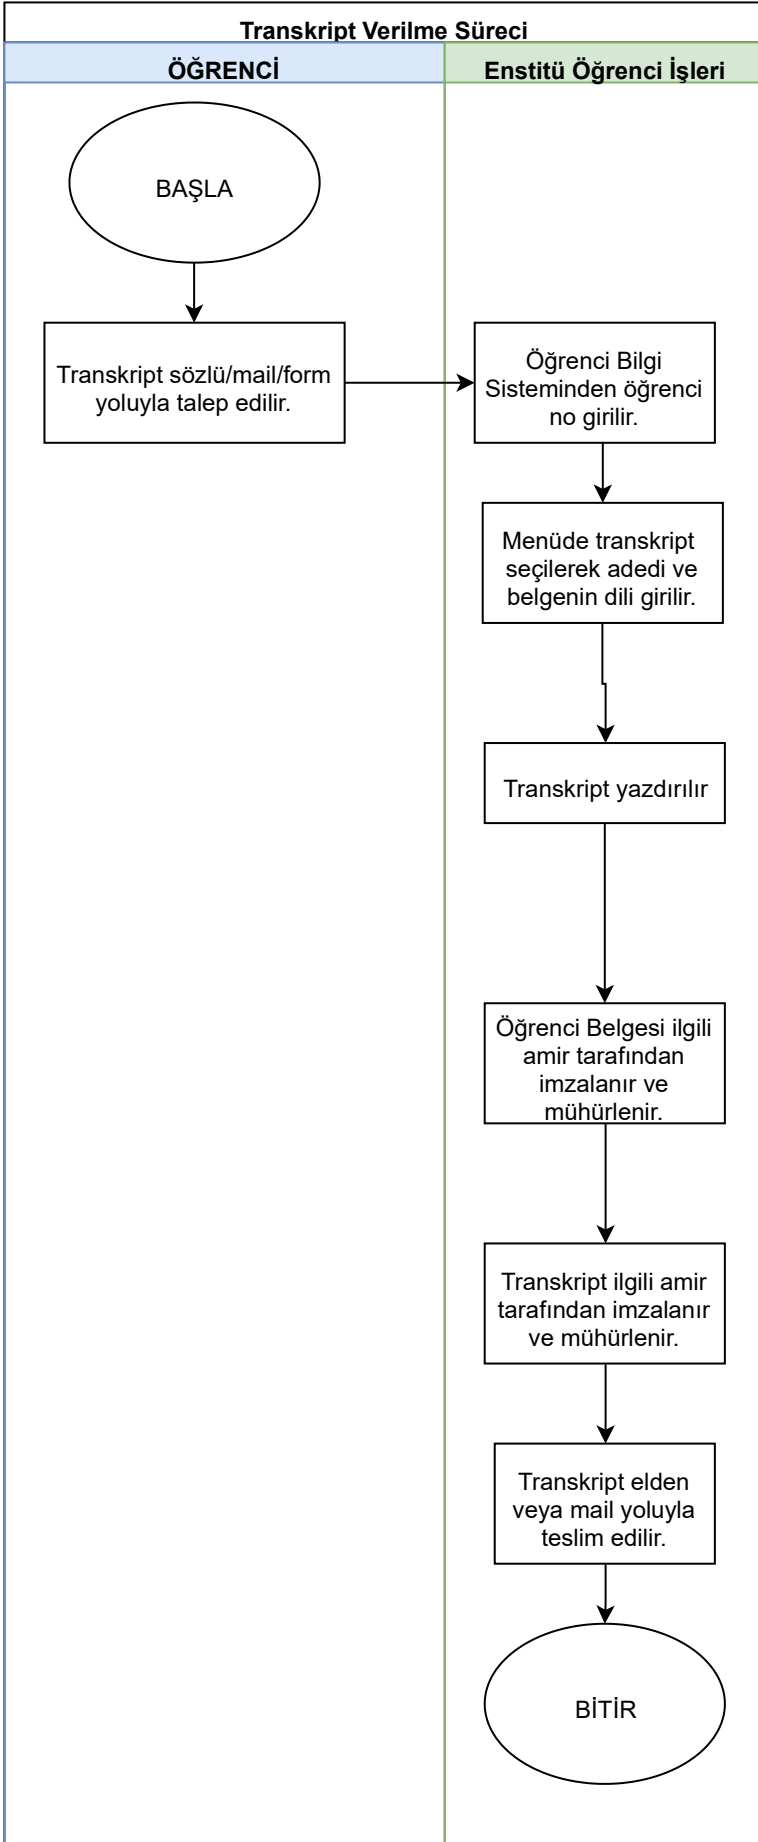 Transkript Verilme Süreci
ÖĞRENCİ
Enstitü Öğrenci İşleri
BAŞLA
Transkript sözlü/mail/form
yoluyla talep edilir.
Öğrenci Bilgi
Sisteminden öğrenci
no girilir.
Menüde transkript
seçilerek adedi ve
belgenin dili girilir.
Transkript yazdırılır
Öğrenci Belgesi ilgili
amir tarafından
imzalanır ve
mühürlenir.
Transkript ilgili amir
tarafından imzalanır
ve mühürlenir.
Transkript elden
veya mail yoluyla
teslim edilir.
BİTİR